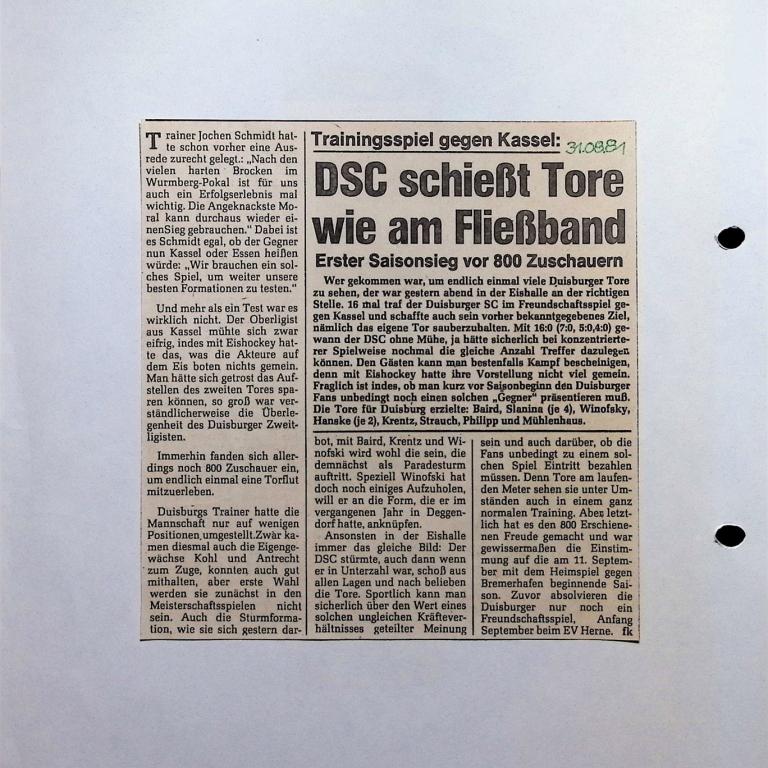 Trainingsspiel gegen Kassel: 31.08.81
DSC schießt Tore
wie am Fließband
Erster Saisonsieg vor 800 Zuschauern
Wer gekommen war, um endlich einmal viele Duisburger Tore
zu sehen, der war gestern abend in der Eishalle an der richtigen
Stelle. 16 mal traf der Duisburger SC im Freundschaftsspiel ge-
gen Kassel und schaffte auch sein vorher bekanntgegebenes Ziel,
nämlich das eigene Tor sauberzuhalten. Mit 16:0 (7:0, 5:0,4:0) ge-
wann der DSC ohne Mühe, ja hätte sicherlich bei konzentrierte-
rer Spielweise nochmal die gleiche Anzahl Treffer dazulegen
können. Den Gästen kann man bestenfalls Kampf bescheinigen,
denn mit Eishockey hatte ihre Vorstellung nicht viel gemein.
Fraglich ist indes, ob man kurz vor Saisonbeginn den Duisburger
Fans unbedingt noch einen solchen „Gegner" präsentieren muß.
Die Tore für Duisburg erzielte: Baird, Slanina (je 4), Winofsky,
Hanske (je 2), Krentz, Strauch, Philipp und Mühlenhaus.
Trainer Jochen Schmidt hat-
te schon vorher eine Aus-
rede zurecht gelegt.: „Nach den
vielen harten Brocken im
Wurmberg-Pokal ist für uns
auch ein Erfolgserlebnis mal
wichtig. Die Angeknackste Mo-
ral kann durchaus wieder ei-
nenSieg gebrauchen." Dabei ist
es Schmidt egal, ob der Gegner
nun Kassel oder Essen heißen
würde: „Wir brauchen ein sol-
ches Spiel, um weiter unsere
besten Formationen zu testen."
Und mehr als ein Test war es
wirklich nicht. Der Oberligist
aus Kassel mühte sich zwar
eifrig, indes mit Eishockey hat-
te das, was die Akteure auf
dem Eis boten nichts gemein.
Man hätte sich getrost das Auf-
stellen des zweiten Tores spa-
ren können, so groß war ver-
ständlicherweise die Überle-
genheit des Duisburger Zweit-
ligisten.
Immerhin fanden sich aller-
dings noch 800 Zuschauer ein,
um endlich einmal eine Torflut
mitzuerleben.
Duisburgs Trainer hatte die
Mannschaft nur auf wenigen
Positionen umgestellt.Zwar ka-
men diesmal auch die Eigenge-
wächse Kohl und Antrecht
zum Zuge, konnten auch gut
mithalten, aber erste Wahl
werden sie zunächst in den
Meisterschaftsspielen nicht
sein. Auch die Sturmforma-
tion, wie sie sich gestern dar-
bot, mit Baird, Krentz und Wi-
nofski wird wohl die sein, die
demnächst als Paradesturm
auftritt. Speziell Winofski hat
doch noch einiges Aufzuholen,
will er an die Form, die er im
vergangenen Jahr in Deggen-
dorf hatte, anknüpfen.
Ansonsten in der Eishalle
immer das gleiche Bild: Der
DSC stürmte, auch dann wenn
er in Unterzahl war, schoß aus
allen Lagen und nach belieben
die Tore. Sportlich kann man
sicherlich über den Wert eines
solchen ungleichen Kräftever-
hältnisses geteilter Meinung
sein und auch darüber, ob die
Fans unbedingt zu einem sol-
chen Spiel Eintritt bezahlen
müssen. Denn Tore am laufen-
den Meter sehen sie unter Um-
ständen auch in einem ganz
normalen Training. Aber letzt-
lich hat es den 800 Erschiene-
nen Freude gemacht und war
gewissermaßen die Einstim-
mung auf die am 11. Septem-
ber mit dem Heimspiel gegen
Bremerhafen beginnende Sai-
son. Zuvor absolvieren die
Duisburger nur noch ein
Freundschaftsspiel, Anfang
September beim EV Herne. fk